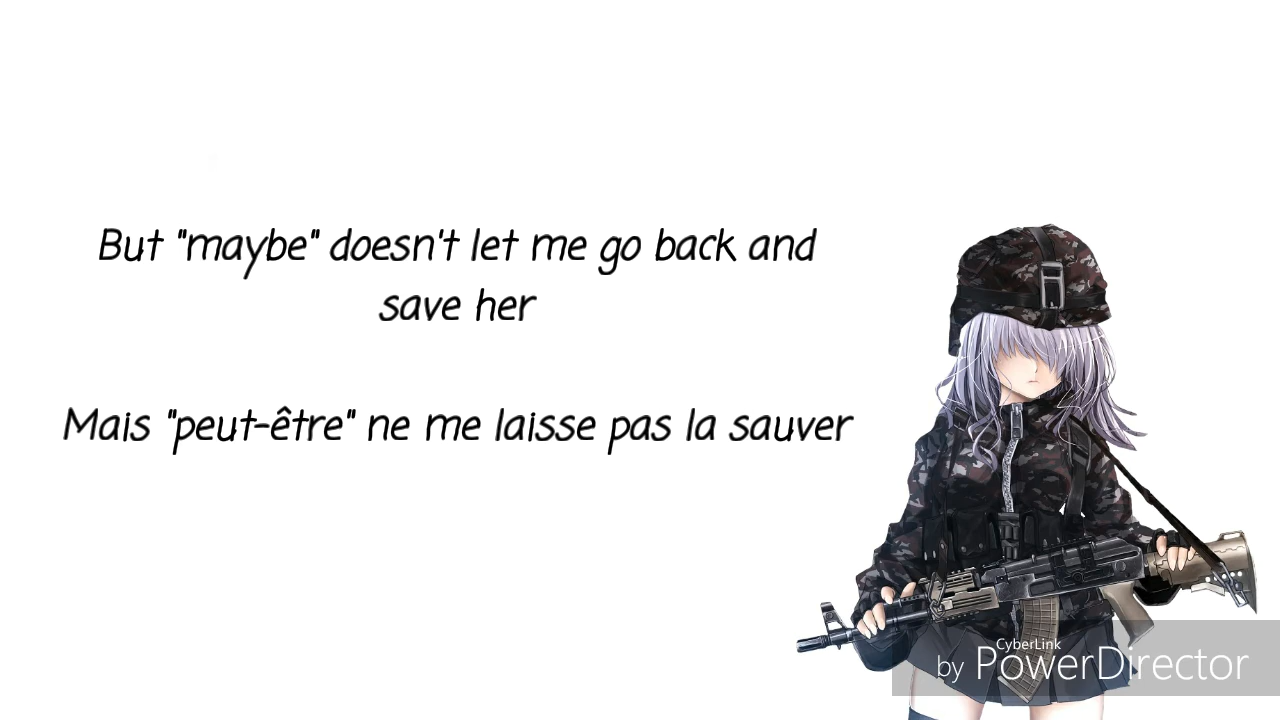 But "maybe" doesn't let me go back and
save her
Mais "peut-être" ne me laisse pas la sauver
CyberLink
by PowerDirector